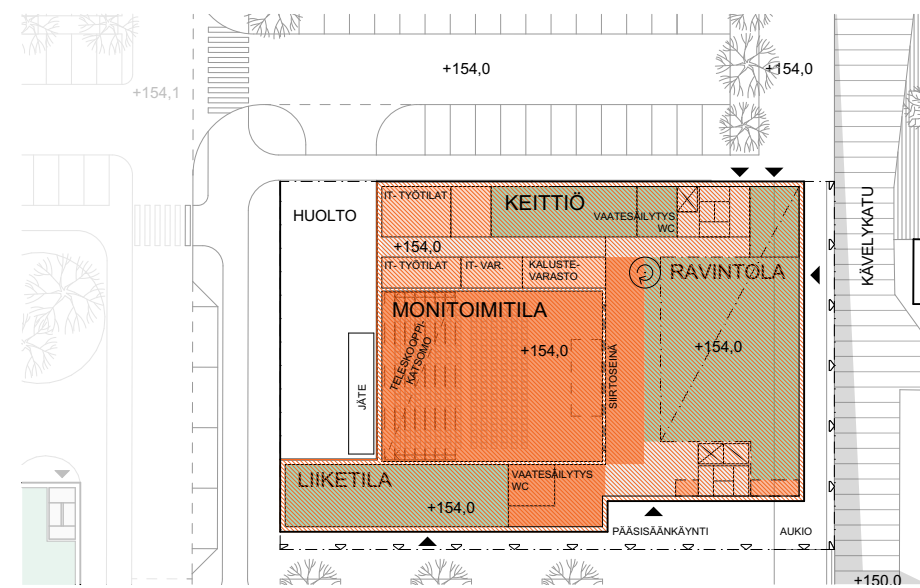 +154,0
+154,0
+154,1
IT- TYÖTILAT
KEITTIÖ
HUOLTO
VAATESÄILYTYS
WC
KÄVELYKATU
+154,0
IT- TYÖTILAT
IT- VAR.
KALUSTE-
VARASTO
RAVINTOLA
MONITOIMITILA
TELESKOOPPI-
KATSOMO
+154,0
+154,0
SIIRTOSEINÄ
JÄTE
LIIKETILA
VAATESÄILYTYS
WC
+154,0
PÄÄSISÄÄNKÄYNTI
AUKIO
+150,0